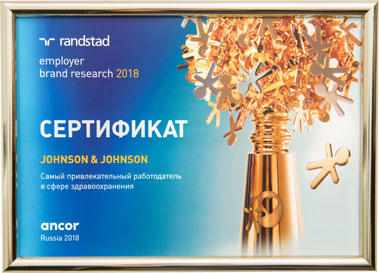 randstad
employer
brand research 2018
СЕРТИФИКАТ
JOHNSON & JOHNSON
Самый привлекательный работодатель
в сфере здравоохранения
ancor
Russia 2018